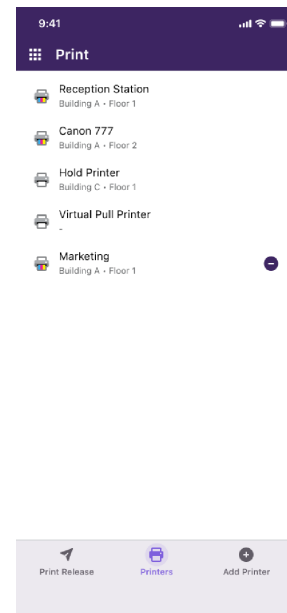 9:41
Print
Reception Station
Building A • Floor 1
Canon 777
Building A • Floor 2
Hold Printer
Building C • Floor 1
Virtual Pull Printer
-
Marketing
Building A • Floor 1
Print Release
Printers
Add Printer